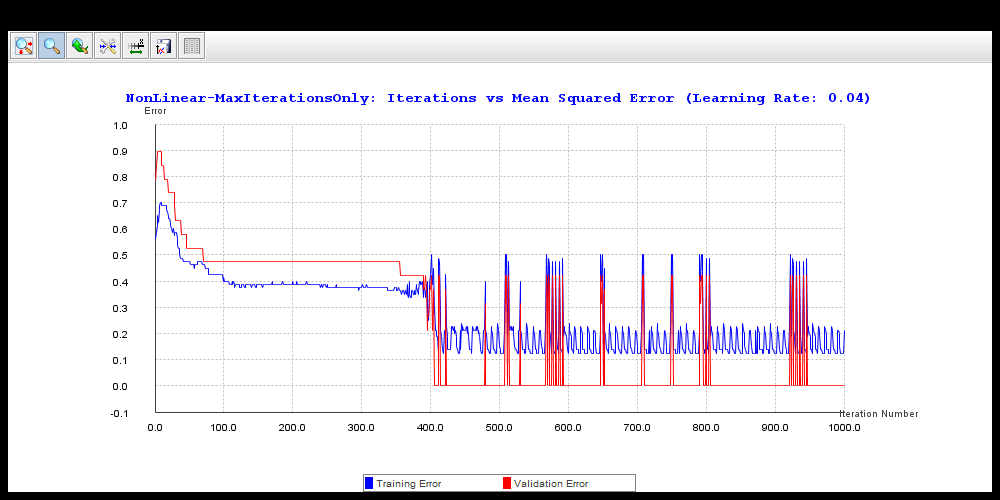 NonLinear-MaxIterationsOnly: Iterations vs Mean Squared Error (Learning Rate: 0.04)
Error
1.0
0.9
0.8
0.7
0.6
0.5
0.4
0.3
0.2
0.1
0.0
-0.1
Iteration Number
0.0 100.0 200.0 300.0 400.0 500.0 600.0 700.0 800.0 900.0 1000.0
Training Error Validation Error